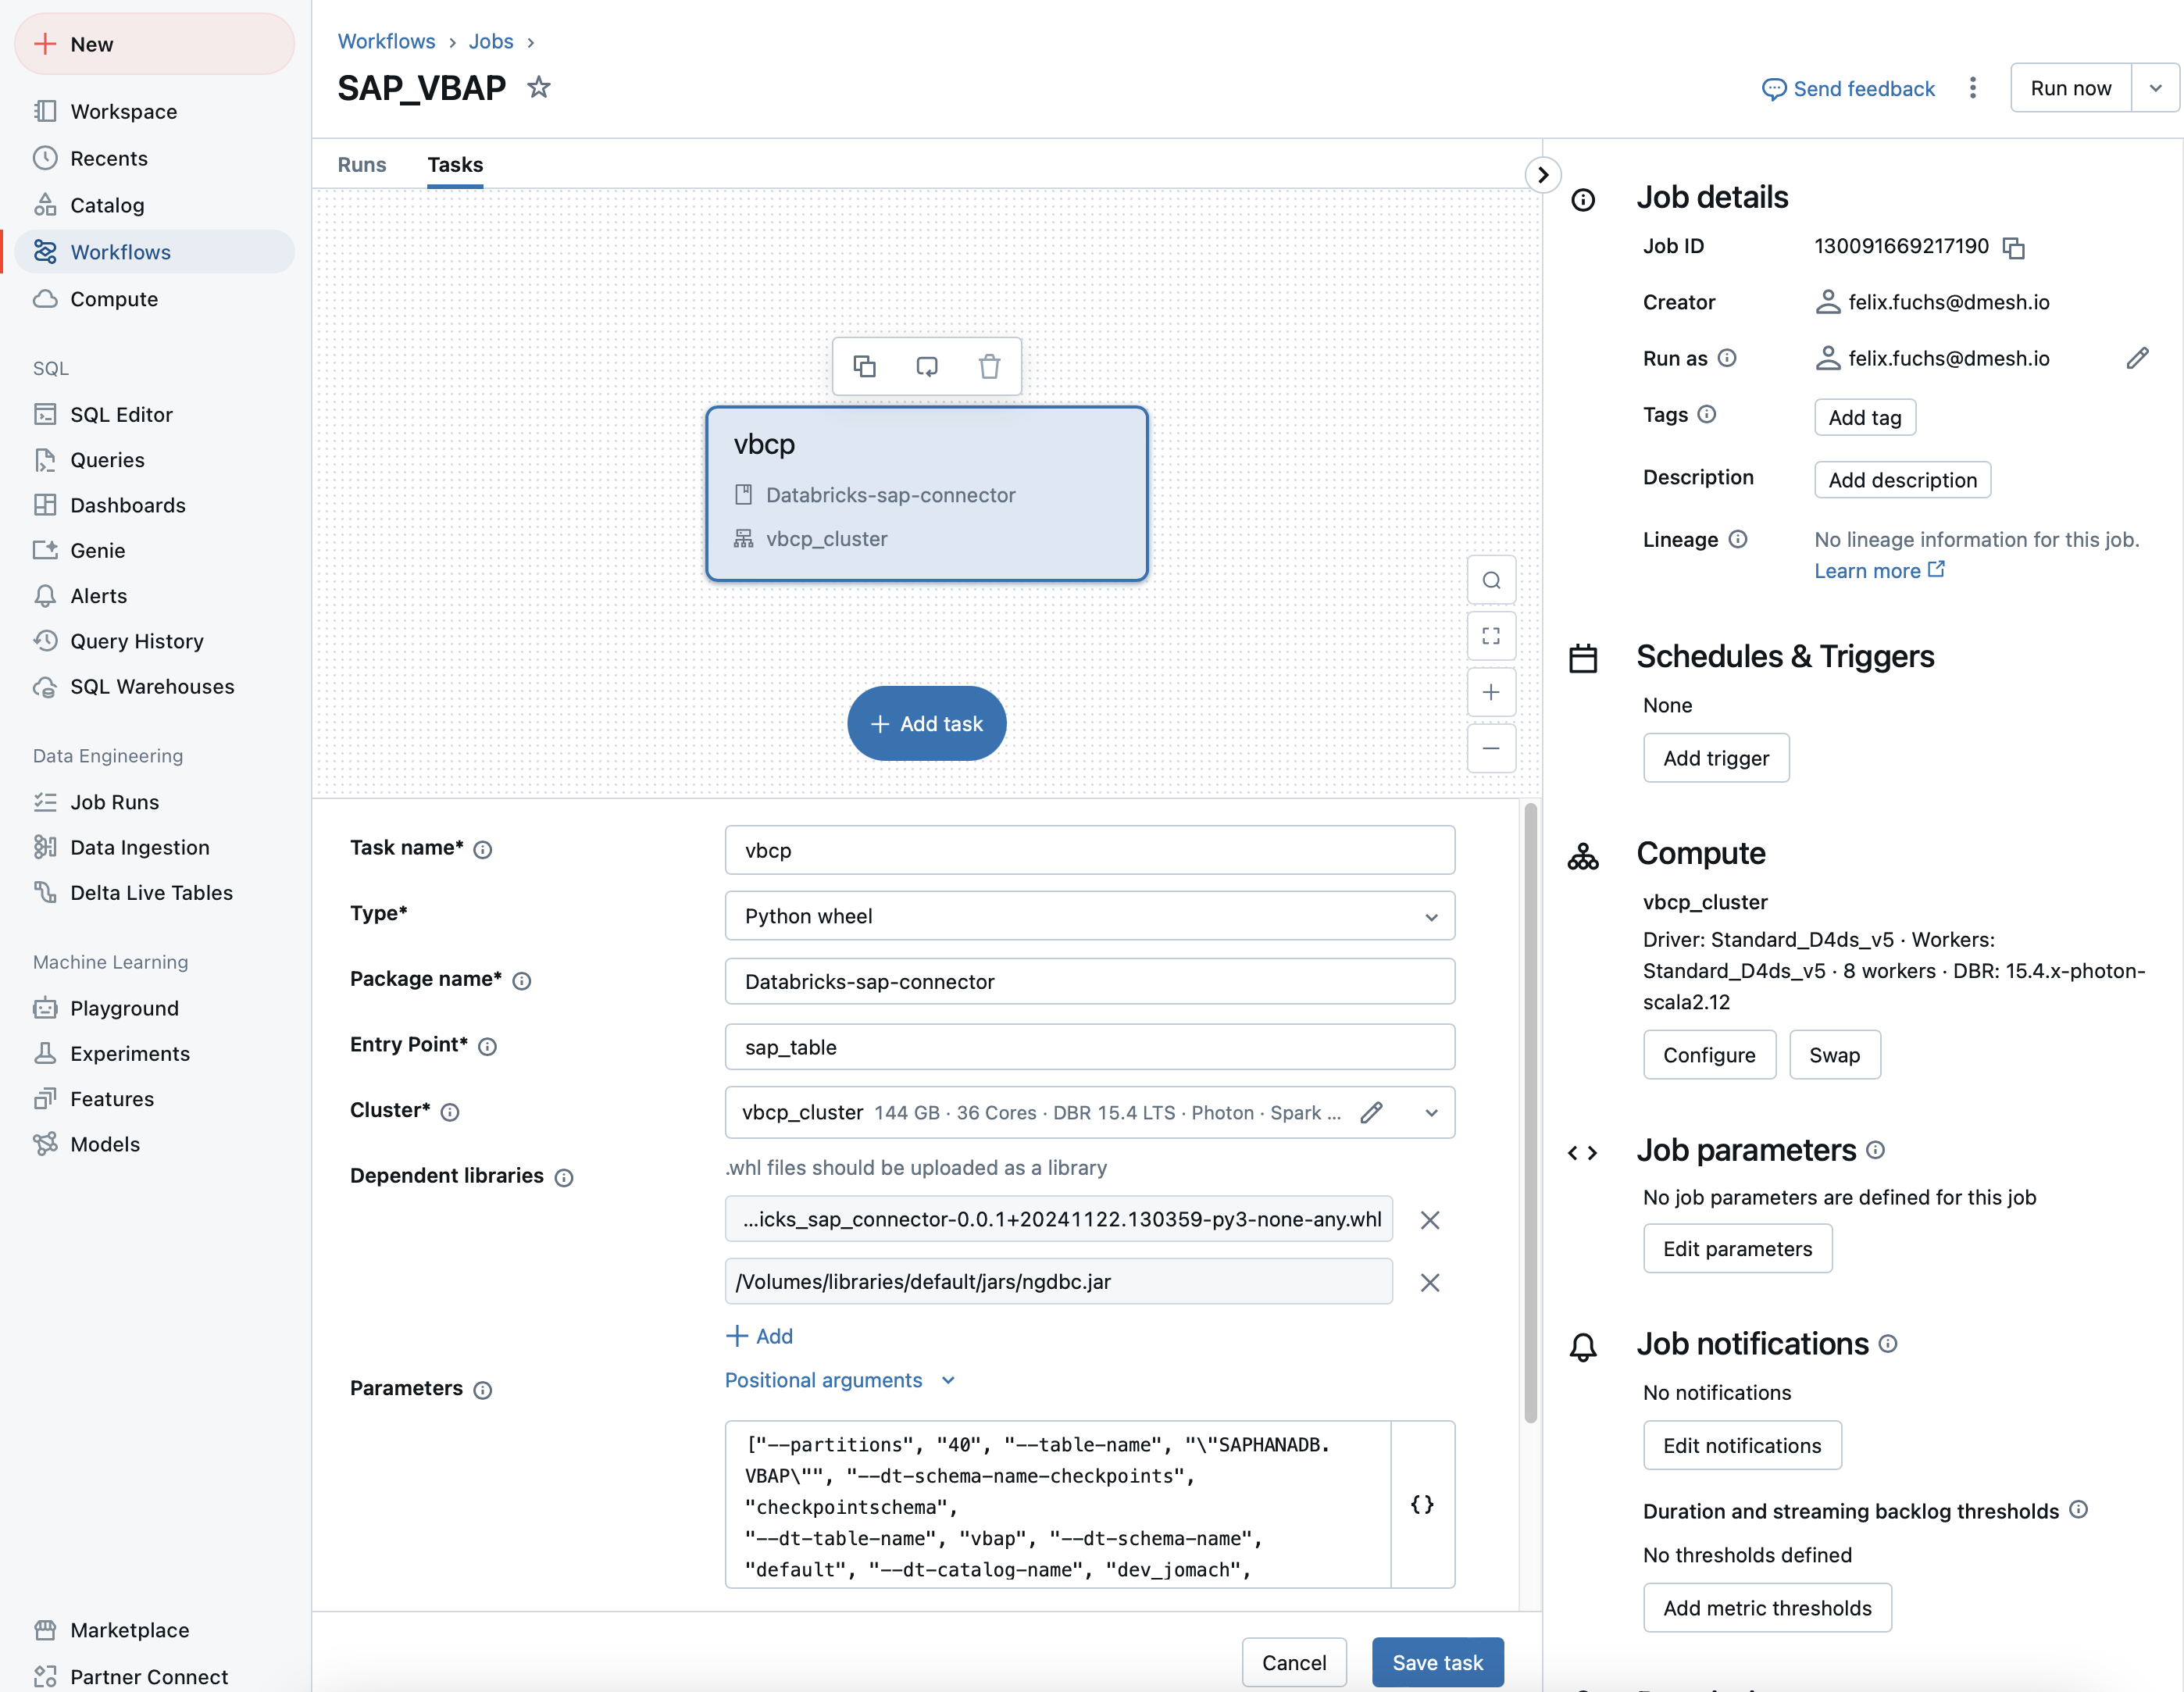 New
Workspace
Recents
Catalog
Workflows
Compute
SQL
SQL Editor
Queries
Dashboards
Genie
Alerts
Query History
SQL Warehouses
Data Engineering
Job Runs
Data Ingestion
Delta Live Tables
Machine Learning
Playground
Experiments
Features
Models
Marketplace
Partner Connect
Workflows › Jobs ›
SAP_VBAP
Send feedback
Run now
Runs
Tasks
vbcp
Databricks-sap-connector
vbcp_cluster
+ Add task
Task name*
vbcp
Type*
Python wheel
Package name*
Databricks-sap-connector
Entry Point*
sap_table
Cluster*
vbcp_cluster 144 GB · 36 Cores · DBR 15.4 LTS · Photon · Spark ...
Dependent libraries
.whl files should be uploaded as a library
...icks_sap_connector-0.0.1+20241122.130359-py3-none-any.whl
/Volumes/libraries/default/jars/ngdbc.jar
+ Add
Parameters
Positional arguments
["--partitions", "40", "--table-name", "\"SAPHANADB.
VBAP\"", "--dt-schema-name-checkpoints",
"checkpointschema",
"--dt-table-name", "vbap", "--dt-schema-name",
"default", "--dt-catalog-name", "dev_jomach",
{}
Cancel
Save task
Job details
Job ID
130091669217190
Creator
felix.fuchs@dmesh.io
Run as
felix.fuchs@dmesh.io
Tags
Add tag
Description
Add description
Lineage
No lineage information for this job.
Learn more
Schedules & Triggers
None
Add trigger
Compute
vbcp_cluster
Driver: Standard_D4ds_v5 · Workers:
Standard_D4ds_v5 · 8 workers · DBR: 15.4.x-photon-
scala2.12
Configure
Swap
Job parameters
No job parameters are defined for this job
Edit parameters
Job notifications
No notifications
Edit notifications
Duration and streaming backlog thresholds
No thresholds defined
Add metric thresholds